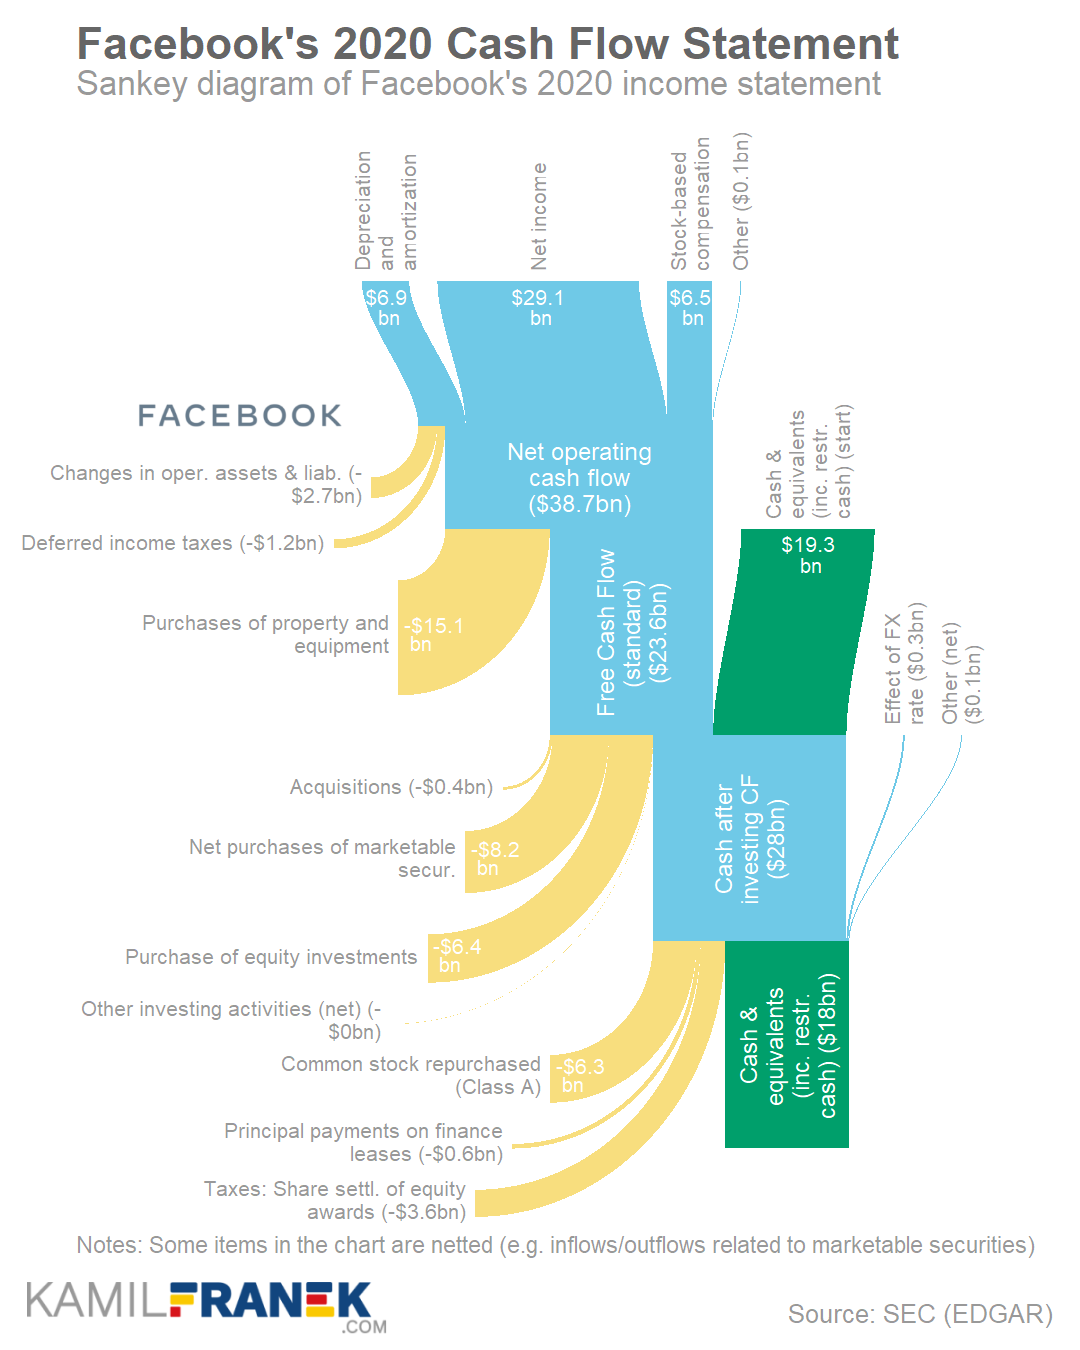 Facebook's 2020 Cash Flow Statement
Sankey diagram of Facebook's 2020 income statement
Depreciation
and
amortization
Net income
Stock-based
compensation
Other ($0.1bn)
$6.9
bn
$29.1
bn
$6.5
bn
FACEBOOK
Changes in oper. assets & liab. (-
$2.7bn)
Deferred income taxes (-$1.2bn)
Net operating
cash flow
($38.7bn)
Cash &
equivalents
(inc. restr.
cash) (start)
$19.3
bn
Purchases of property and
equipment
-$15.1
bn
Free Cash Flow
(standard)
($23.6bn)
Effect of FX
rate ($0.3bn)
Other (net)
($0.1bn)
Acquisitions (-$0.4bn)
Net purchases of marketable
secur.
-$8.2
bn
Cash after
investing CF
($28bn)
Purchase of equity investments
-$6.4
bn
Other investing activities (net) (-
$0bn)
Common stock repurchased
(Class A)
-$6.3
bn
Cash &
equivalents
(inc. restr.
cash) ($18bn)
Principal payments on finance
leases (-$0.6bn)
Taxes: Share settl. of equity
awards (-$3.6bn)
Notes: Some items in the chart are netted (e.g. inflows/outflows related to marketable securities)
KAMILFRANEK
.COM
Source: SEC (EDGAR)